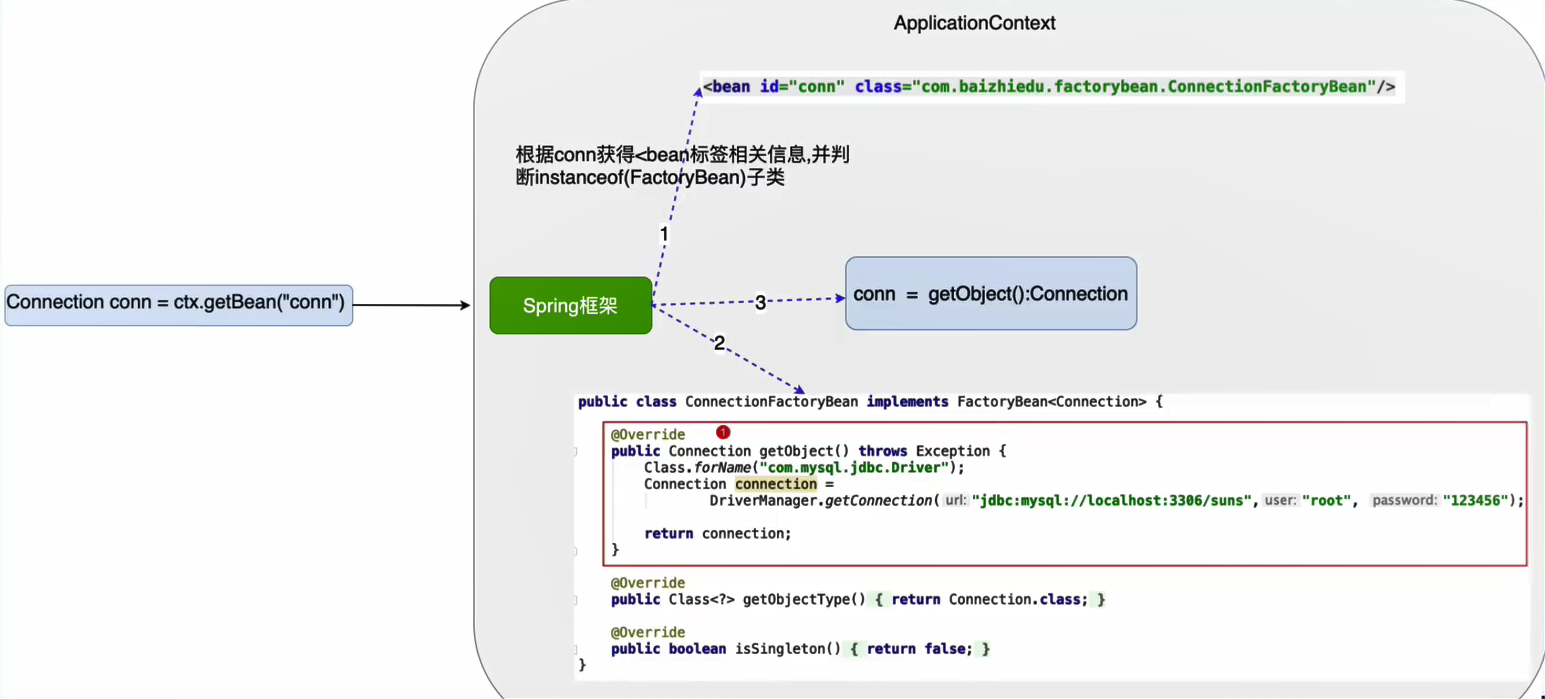 ApplicationContext
<bean id="conn" class="com.baizhiedu.factorybean.ConnectionFactoryBean"/>
根据conn获得<bean标签相关信息,并判
断instanceof(FactoryBean)子类
1
Connection conn = ctx.getBean("conn")
Spring框架
3
conn = getObject():Connection
2
public class ConnectionFactoryBean implements FactoryBean<Connection> {
@Override
1
public Connection getObject() throws Exception {
Class.forName("com.mysql.jdbc.Driver");
Connection connection =
DriverManager.getConnection( url: "jdbc:mysql://localhost:3306/suns", user: "root", password: "123456");
return connection;
}
@Override
public Class<?> getObjectType() { return Connection.class; }
@Override
public boolean isSingleton() { return false; }
}